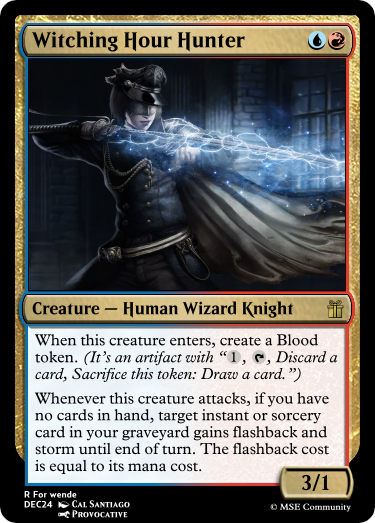 Witching Hour Hunter
Creature — Human Wizard Knight
When this creature enters, create a Blood
token. (It's an artifact with “1, T, Discard a
card, Sacrifice this token: Draw a card.”)
Whenever this creature attacks, if you have
no cards in hand, target instant or sorcery
card in your graveyard gains flashback and
storm until end of turn. The flashback cost
is equal to its mana cost.
3/1
R For wende
DEC24 Cal Santiago
Provocative
© MSE Community